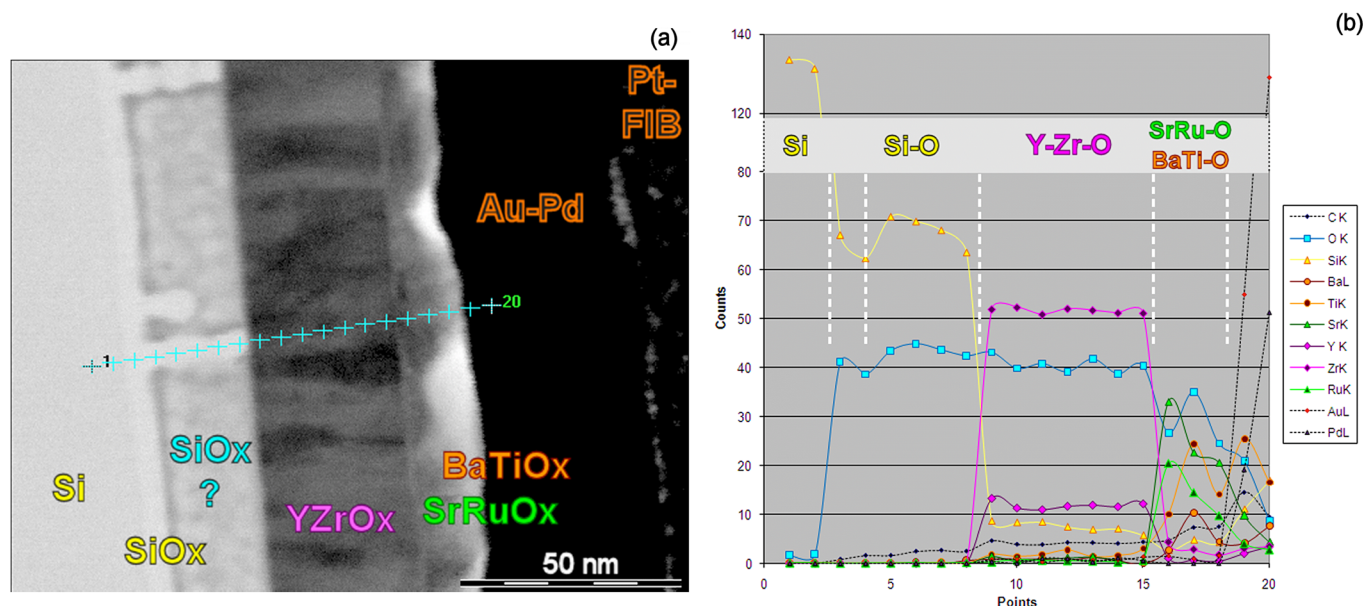 (a)
Pt-
FIB
Au-Pd
1
20
SiOx
?
Si
SiOx
YZrOx
BaTiOx
SrRuOx
50 nm
(b)
140
120
80
70
60
50
40
30
20
10
0
Counts
Si
Si-O
Y-Zr-O
SrRu-O
BaTi-O
0 5 10 15 20
Points
C K
O K
SiK
BaL
TiK
SrK
Y K
ZrK
RuK
AuL
PdL